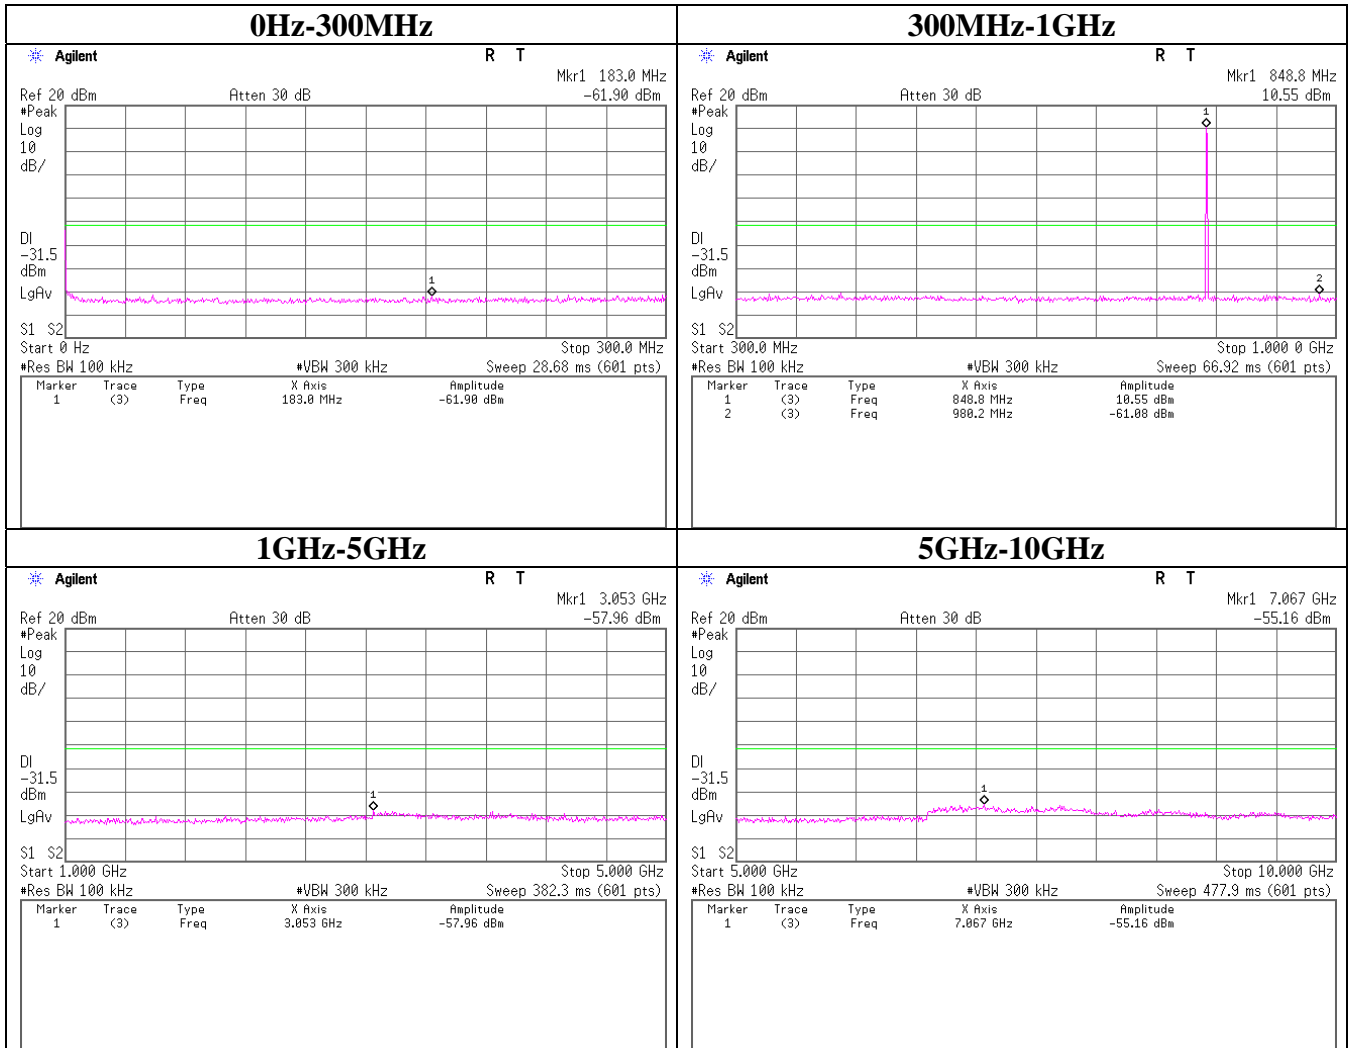 0Hz-300MHz
Agilent
R T
Mkr1 183.0 MHz
Ref 20 dBm Atten 30 dB -61.90 dBm
#Peak
Log
10
dB/
DI
-31.5
dBm
LgAv
S1 S2
1
Start 0 Hz Stop 300.0 MHz
#Res BW 100 kHz #VBW 300 kHz Sweep 28.68 ms (601 pts)
Marker Trace Type X Axis Amplitude
1 (3) Freq 183.0 MHz -61.90 dBm
300MHz-1GHz
Agilent
R T
Mkr1 848.8 MHz
Ref 20 dBm Atten 30 dB 10.55 dBm
#Peak
Log
10
dB/
DI
-31.5
dBm
LgAv
S1 S2
1
2
Start 300.0 MHz Stop 1.000 0 GHz
#Res BW 100 kHz #VBW 300 kHz Sweep 66.92 ms (601 pts)
Marker Trace Type X Axis Amplitude
1 (3) Freq 848.8 MHz 10.55 dBm
2 (3) Freq 980.2 MHz -61.08 dBm
1GHz-5GHz
Agilent
R T
Mkr1 3.053 GHz
Ref 20 dBm Atten 30 dB -57.96 dBm
#Peak
Log
10
dB/
DI
-31.5
dBm
LgAv
S1 S2
1
Start 1.000 GHz Stop 5.000 GHz
#Res BW 100 kHz #VBW 300 kHz Sweep 382.3 ms (601 pts)
Marker Trace Type X Axis Amplitude
1 (3) Freq 3.053 GHz -57.96 dBm
5GHz-10GHz
Agilent
R T
Mkr1 7.067 GHz
Ref 20 dBm Atten 30 dB -55.16 dBm
#Peak
Log
10
dB/
DI
-31.5
dBm
LgAv
S1 S2
1
Start 5.000 GHz Stop 10.000 GHz
#Res BW 100 kHz #VBW 300 kHz Sweep 477.9 ms (601 pts)
Marker Trace Type X Axis Amplitude
1 (3) Freq 7.067 GHz -55.16 dBm